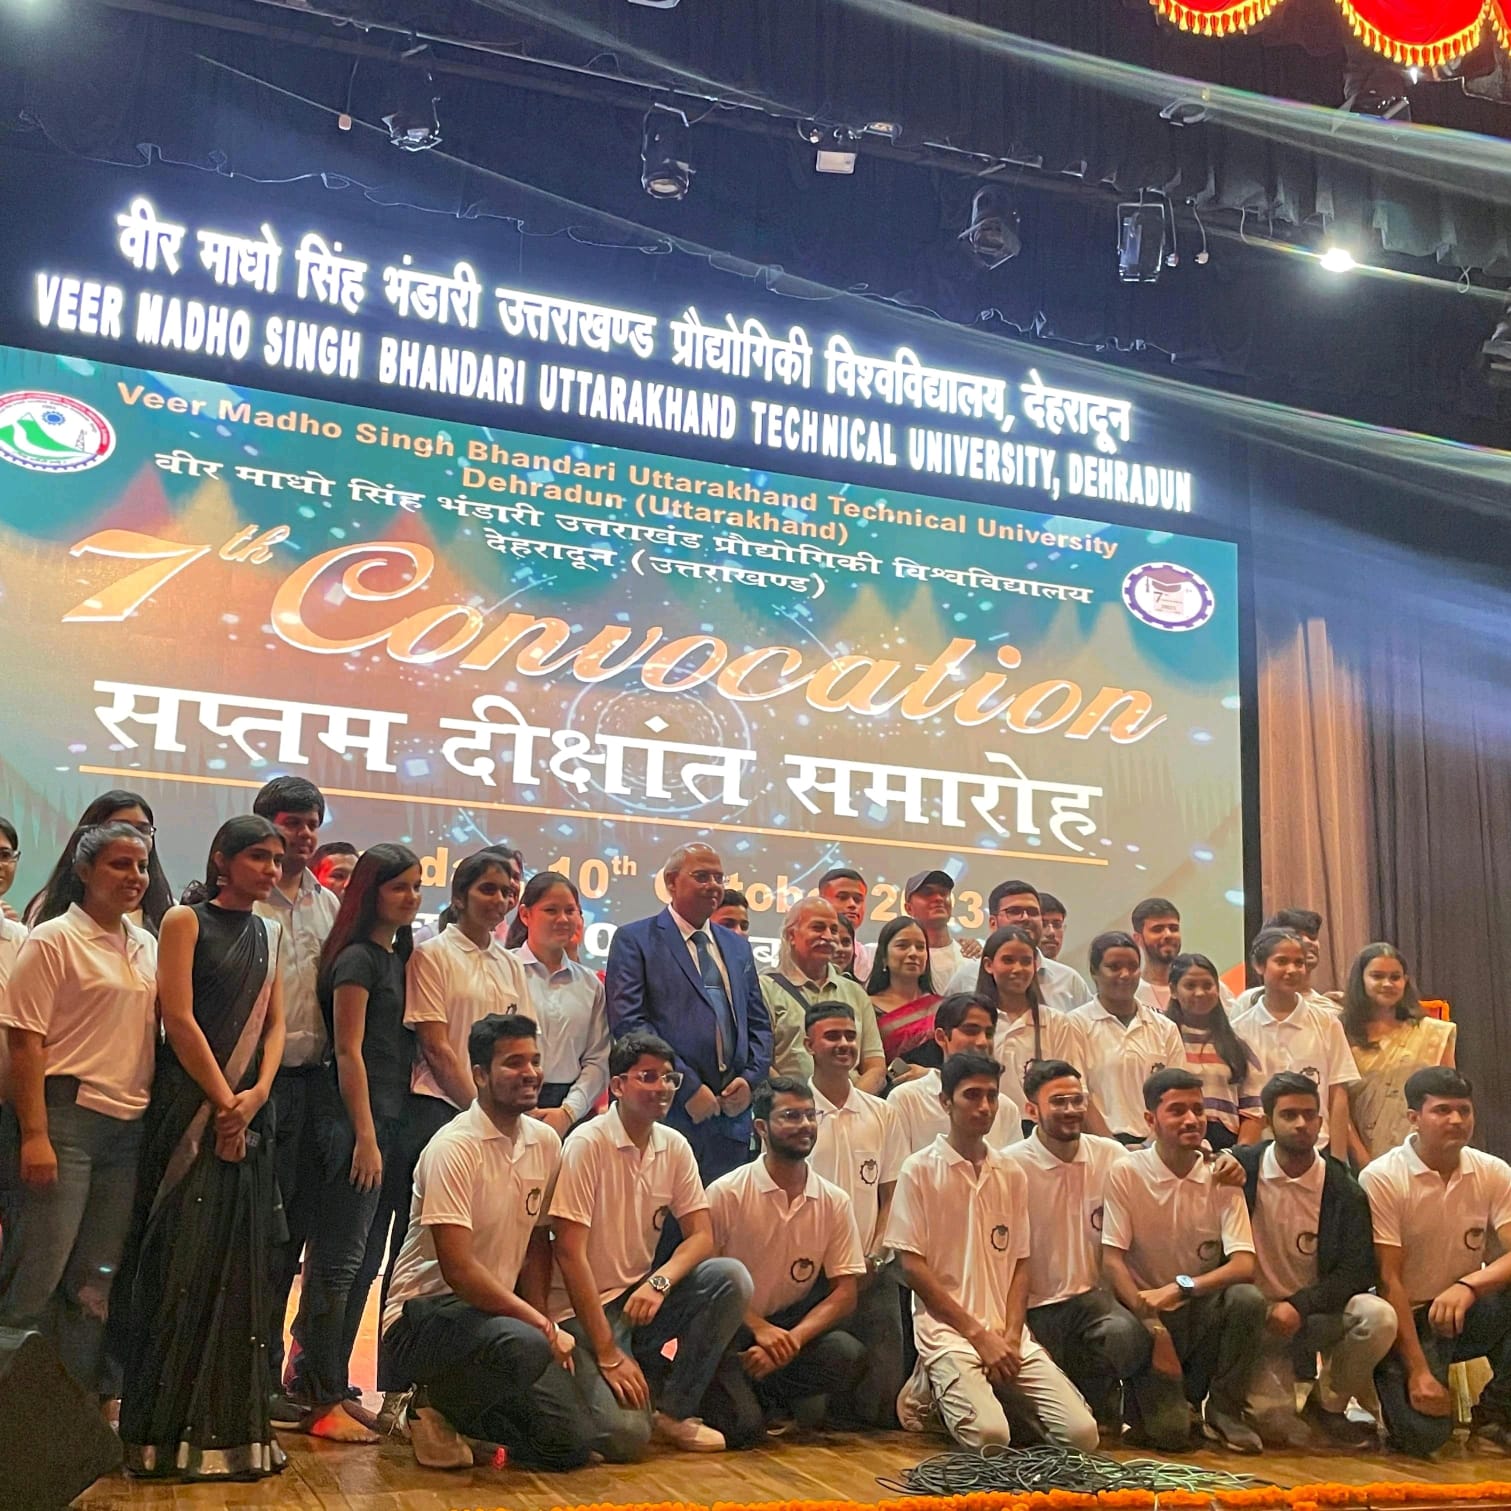 वीर माधो सिंह भंडारी उत्तराखण्ड प्रौद्योगिकी विश्वविद्यालय, देहरादून
VEER MADHO SINGH BHANDARI UTTARAKHAND TECHNICAL UNIVERSITY, DEHRADUN
Veer Madho Singh Bhandari Uttarakhand Technical University
Dehradun (Uttarakhand)
वीर माधो सिंह भंडारी उत्तराखंड प्रौद्योगिकी विश्वविद्यालय
देहरादून (उत्तराखण्ड)
7th Convocation
सप्तम दीक्षांत समारोह
10th